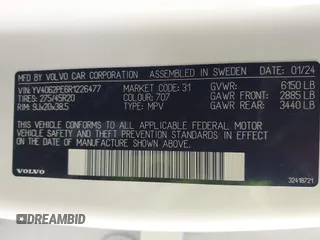 MFD BY VOLVO CAR CORPORATION. ASSEMBLED IN SWEDEN 01/24
VIN:YV4062PE6R1226477 MARKET CODE: 31 GVWR: 6150 LB
TIRES: 275/45R20 COLOUR: 707 GAWR FRONT: 2885 LB
RIM: 9Jx20x38.5 TYPE: MPV GAWR REAR: 3440 LB
THIS VEHICLE CONFORMS TO ALL APPLICABLE FEDERAL MOTOR
VEHICLE SAFETY AND THEFT PREVENTION STANDARDS IN EFFECT
ON THE DATE OF MANUFACTURE SHOWN ABOVE.
VOLVO
32418721
DREAMBID